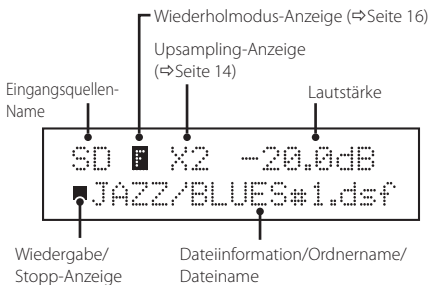 Wiederholmodus-Anzeige (⇨Seite 16)
Upsampling-Anzeige
(⇨Seite 14)
Eingangsquellen-
Name
Lautstärke
SD F X2 -20.0dB
JAZZ/BLUES#1.dsf
Wiedergabe/
Stopp-Anzeige
Dateiinformation/Ordnername/
Dateiname